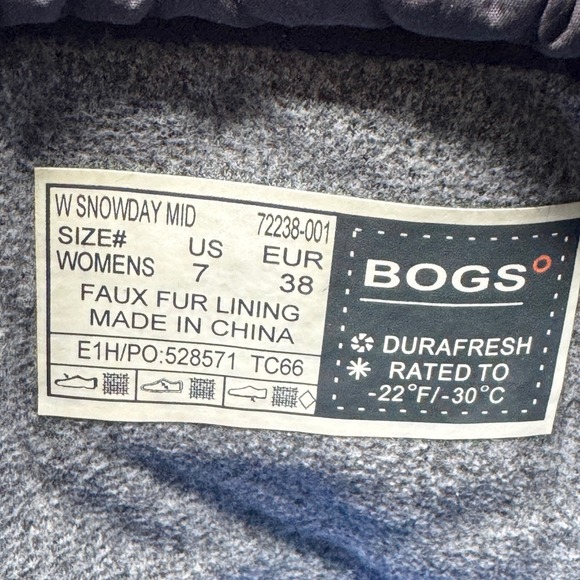 W SNOWDAY MID 72238-001
SIZE# US EUR
WOMENS 7 38
FAUX FUR LINING
MADE IN CHINA
E1H/PO:528571 TC66
BOGS°
DURAFRESH
RATED TO
-22°F/-30°C